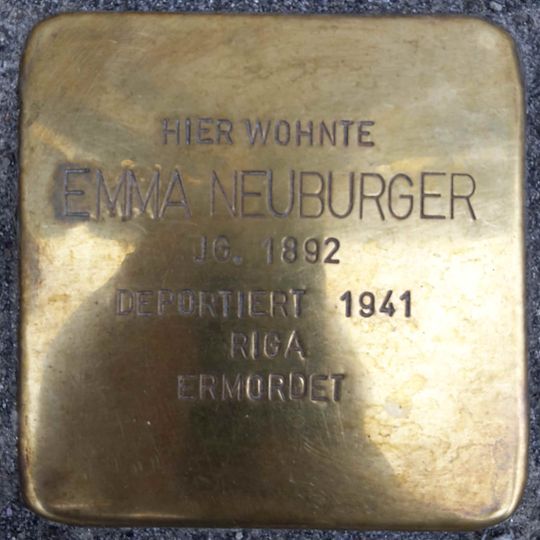 HIER WOHNTE
EMMA NEUBURGER
JG. 1892
DEPORTIERT 1941
RIGA
ERMORDET